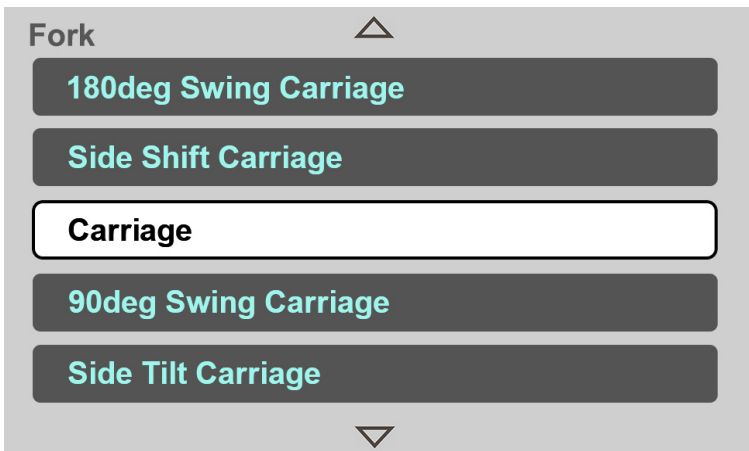 Fork
180deg Swing Carriage
Side Shift Carriage
Carriage
90deg Swing Carriage
Side Tilt Carriage